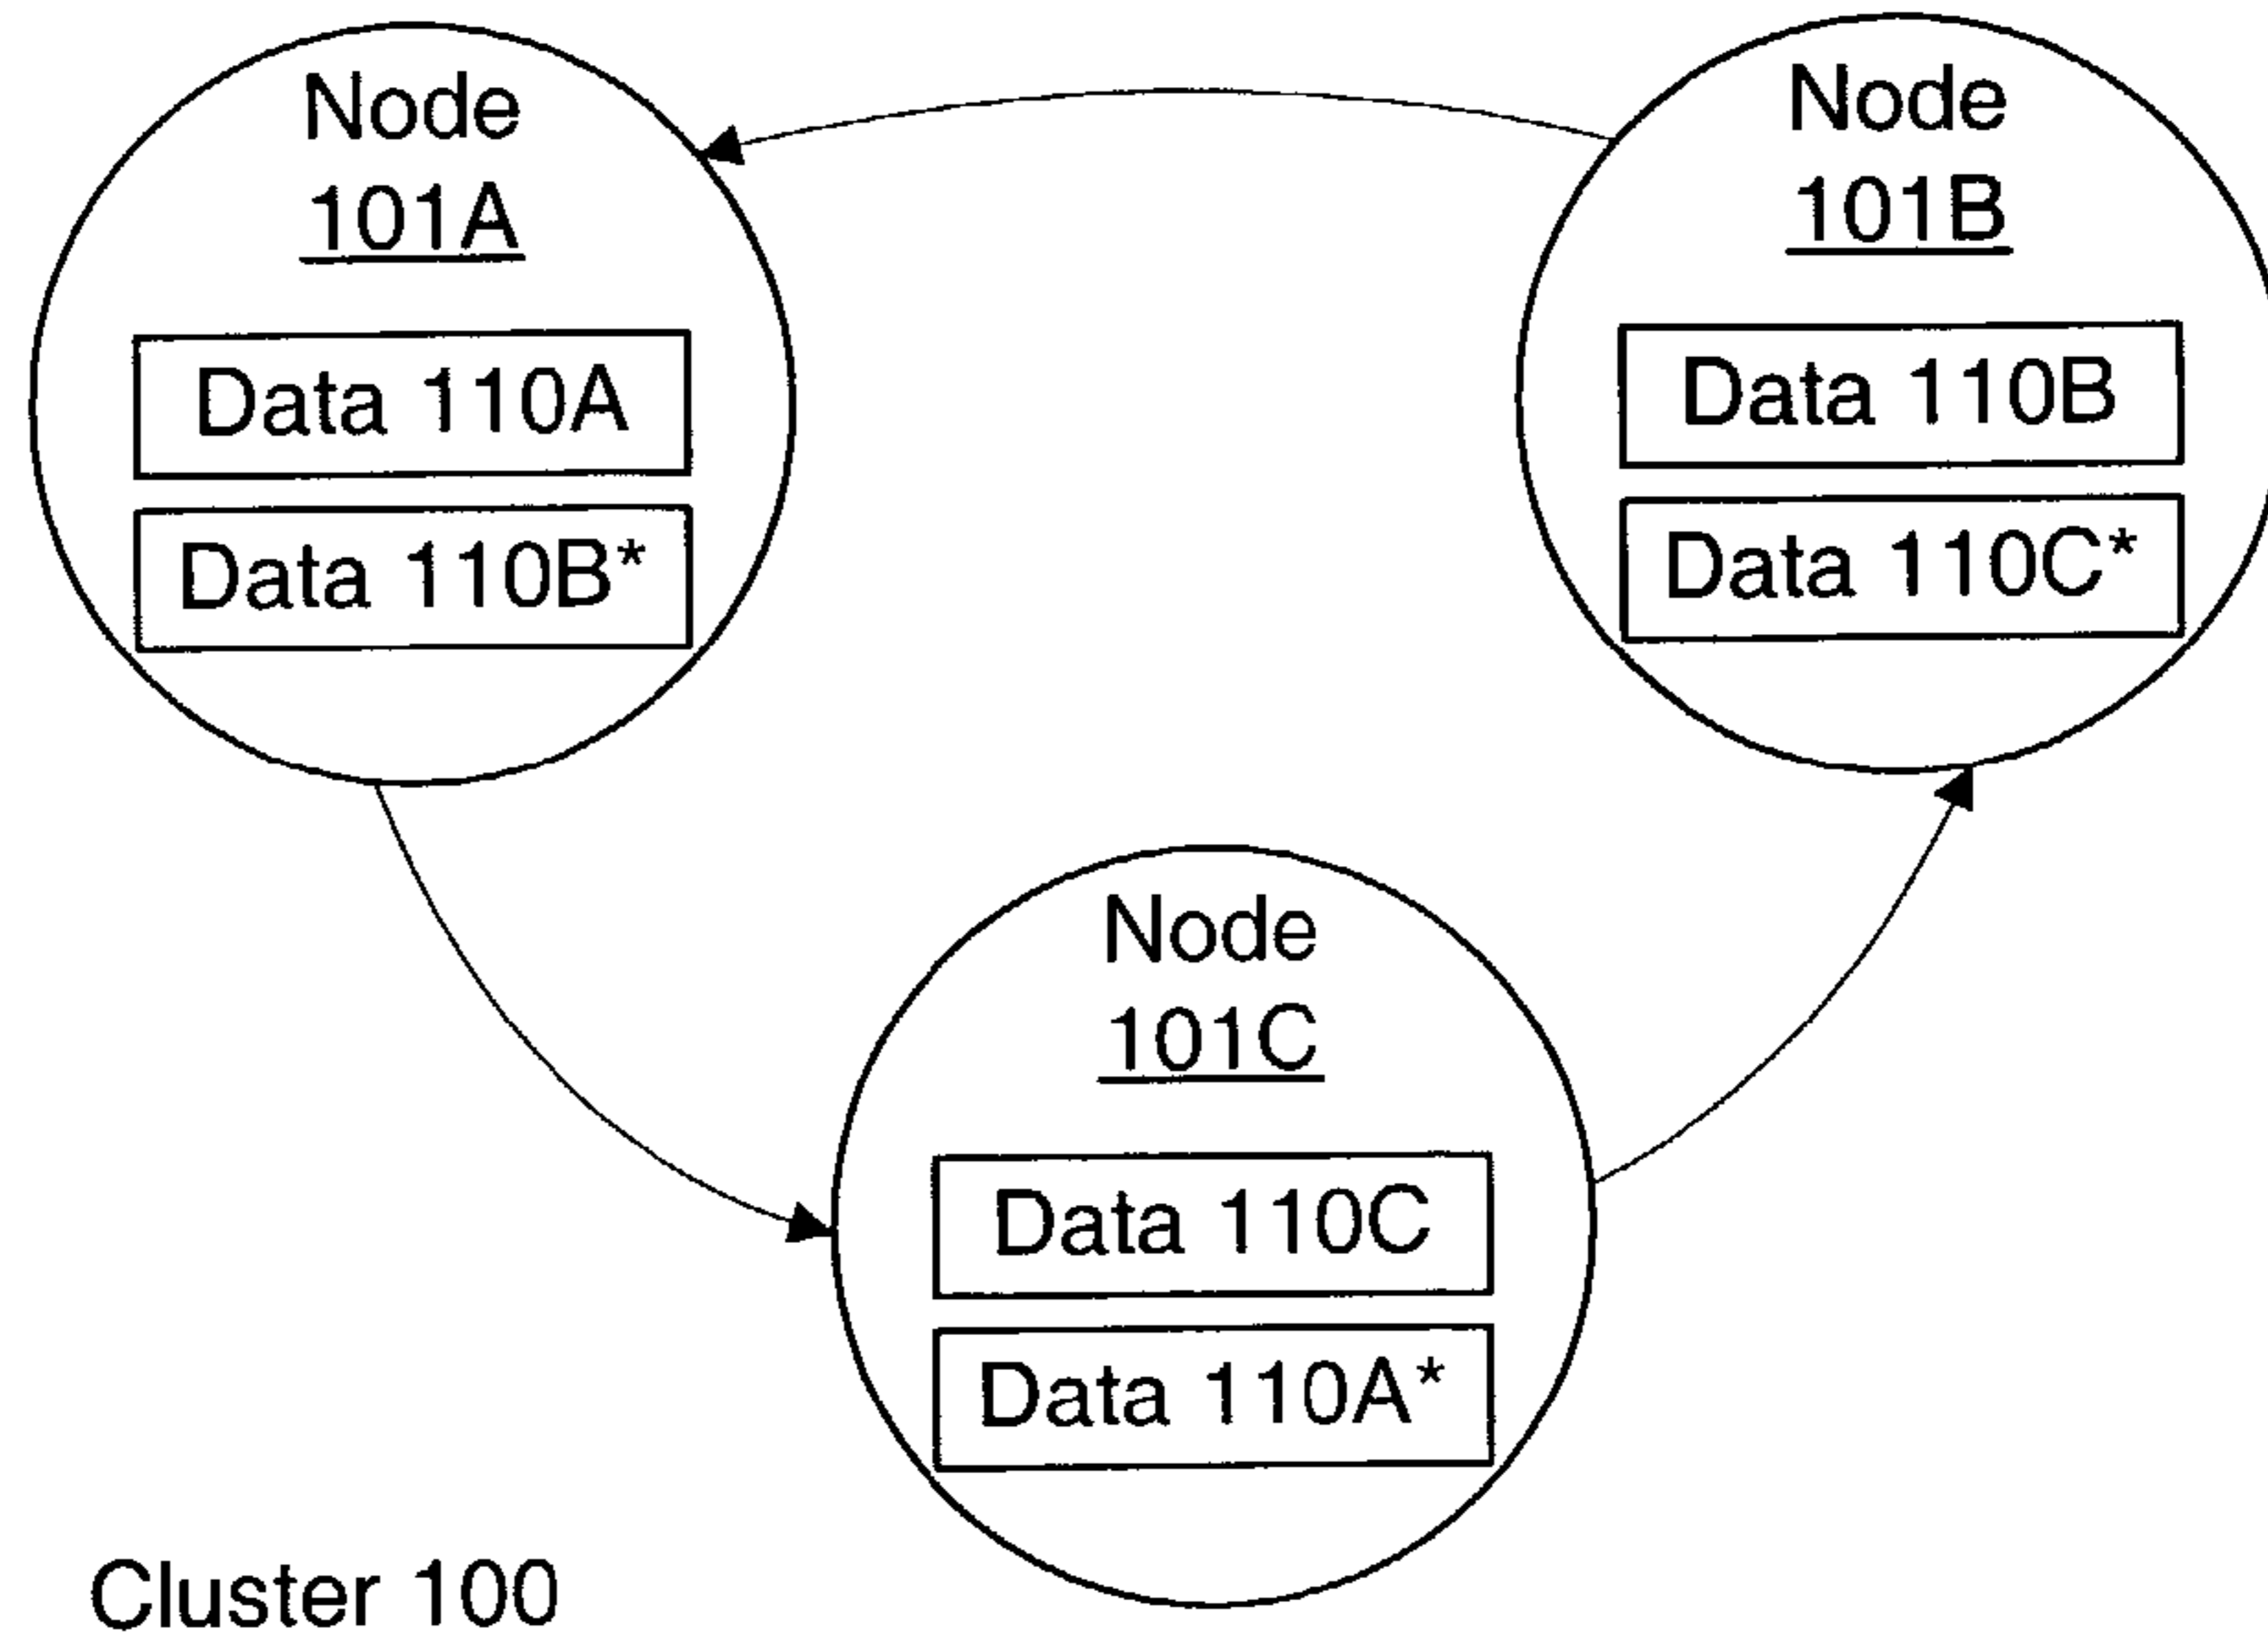 Node
101A
Data 110A
Data 110B*
Node
101B
Data 110B
Data 110C*
Node
101C
Data 110C
Data 110A*
Cluster 100